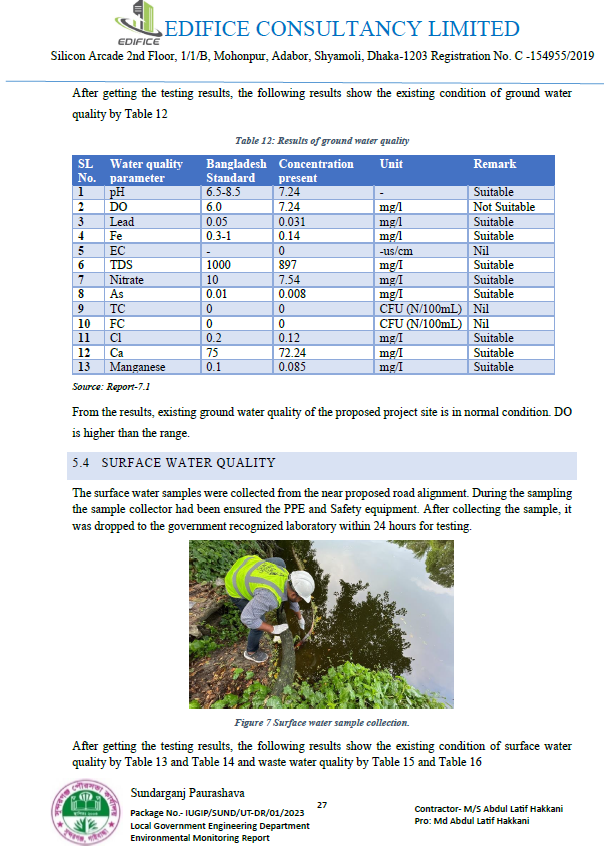 EDIFICE CONSULTANCY LIMITED
EDIFICE
Silicon Arcade 2nd Floor, 1/1/B, Mohonpur, Adabor, Shyamoli, Dhaka-1203 Registration No. C -154955/2019
After getting the testing results, the following results show the existing condition of ground water
quality by Table 12
Table 12: Results of ground water quality
SL No. Water quality parameter Bangladesh Standard Concentration present Unit Remark
1 pH 6.5-8.5 7.24 - Suitable
2 DO 6.0 7.24 mg/l Not Suitable
3 Lead 0.05 0.031 mg/l Suitable
4 Fe 0.3-1 0.14 mg/l Suitable
5 EC - 0 -us/cm Nil
6 TDS 1000 897 mg/I Suitable
7 Nitrate 10 7.54 mg/I Suitable
8 As 0.01 0.008 mg/I Suitable
9 TC 0 0 CFU (N/100mL) Nil
10 FC 0 0 CFU (N/100mL) Nil
11 Cl 0.2 0.12 mg/I Suitable
12 Ca 75 72.24 mg/I Suitable
13 Manganese 0.1 0.085 mg/I Suitable
Source: Report-7.1
From the results, existing ground water quality of the proposed project site is in normal condition. DO
is higher than the range.
5.4 SURFACE WATER QUALITY
The surface water samples were collected from the near proposed road alignment. During the sampling
the sample collector had been ensured the PPE and Safety equipment. After collecting the sample, it
was dropped to the government recognized laboratory within 24 hours for testing.
Figure 7 Surface water sample collection.
After getting the testing results, the following results show the existing condition of surface water
quality by Table 13 and Table 14 and waste water quality by Table 15 and Table 16
Sundarganj Paurashava
Package No.- IUGIP/SUND/UT-DR/01/2023
Local Government Engineering Department
Environmental Monitoring Report
27
Contractor- M/S Abdul Latif Hakkani
Pro: Md Abdul Latif Hakkani